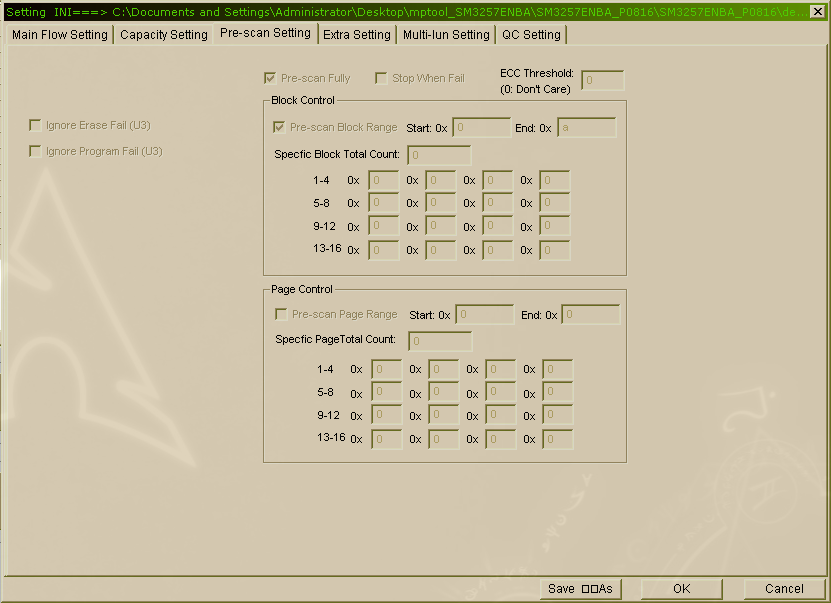 Setting INI===> C:\Documents and Settings\Administrator\Desktop\mptool_SM3257ENBA\SM3257ENBA_P0816\SM3257ENBA_P0816\de...
Main Flow Setting Capacity Setting Pre-scan Setting Extra Setting Multi-lun Setting QC Setting
Pre-scan Fully Stop When Fail ECC Threshold: 0
(0: Don't Care)
Ignore Erase Fail (U3)
Ignore Program Fail (U3)
Block Control
Pre-scan Block Range Start: 0x 0 End: 0x a
Specfic Block Total Count: 0
1-4 0x 0 0x 0 0x 0 0x 0
5-8 0x 0 0x 0 0x 0 0x 0
9-12 0x 0 0x 0 0x 0 0x 0
13-16 0x 0 0x 0 0x 0 0x 0
Page Control
Pre-scan Page Range Start: 0x 0 End: 0x 0
Specfic PageTotal Count: 0
1-4 0x 0 0x 0 0x 0 0x 0
5-8 0x 0 0x 0 0x 0 0x 0
9-12 0x 0 0x 0 0x 0 0x 0
13-16 0x 0 0x 0 0x 0 0x 0
Save □□As OK Cancel